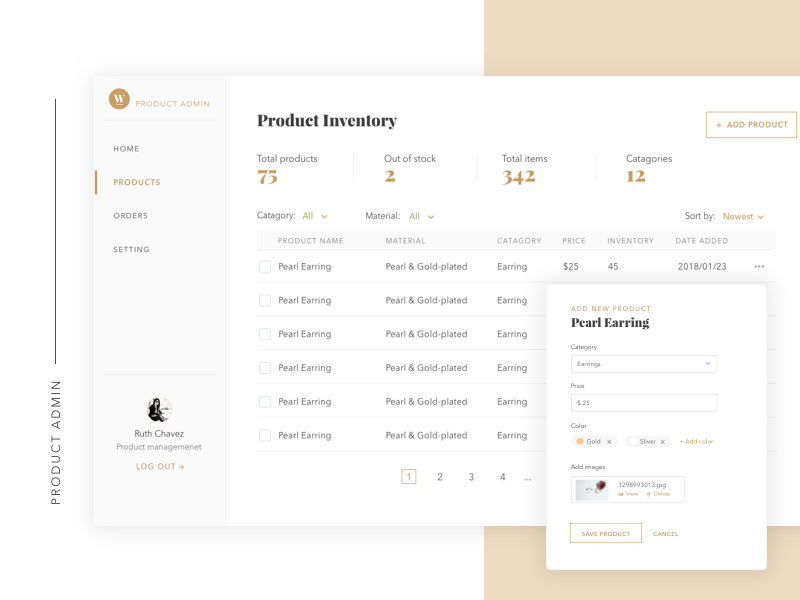 PRODUCT ADMIN
W PRODUCT ADMIN
HOME
PRODUCTS
ORDERS
SETTING
Ruth Chavez
Product managemenet
LOG OUT →
Product Inventory
+ ADD PRODUCT
Total products Out of stock Total items Catagories
75 2 342 12
Catagory: All Material: All Sort by: Newest
PRODUCT NAME MATERIAL CATAGORY PRICE INVENTORY DATE ADDED
Pearl Earring Pearl & Gold-plated Earring $25 45 2018/01/23 •••
Pearl Earring Pearl & Gold-plated Earring
Pearl Earring Pearl & Gold-plated Earring
Pearl Earring Pearl & Gold-plated Earring
Pearl Earring Pearl & Gold-plated Earring
Pearl Earring Pearl & Gold-plated Earring
1 2 3 4 ...
ADD NEW PRODUCT
Pearl Earring
Category
Earrings
Price
$ 25
Color
Gold × Sliver × + Add color
Add images
1298993013.jpg
View Delete
SAVE PRODUCT CANCEL